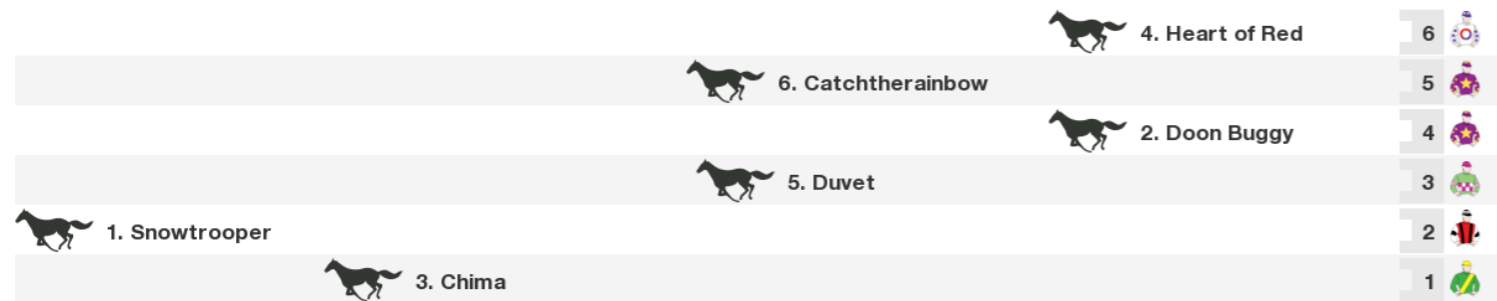 4. Heart of Red 6
6. Catchtherainbow 5
2. Doon Buggy 4
5. Duvet 3
1. Snowtrooper 2
3. Chima 1